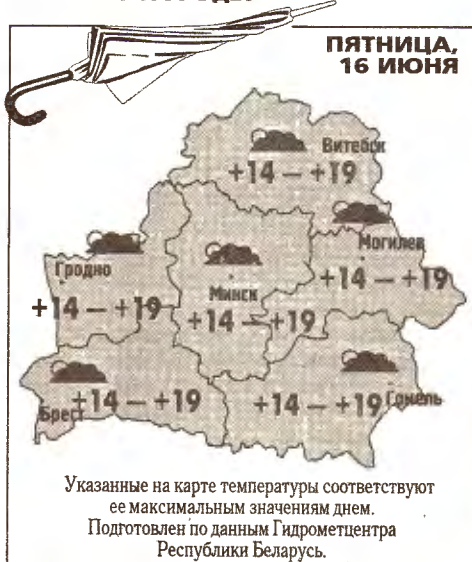 ПЯТНИЦА,
16 ИЮНЯ
Витебск
+14 – +19
Могилев
+14 – +19
Гродно
+14 – +19
Минск
+14 – +19
Брест
+14 – +19
Гомель
+14 – +19
Указанные на карте температуры соответствуют
ее максимальным значениям днем.
Подготовлен по данным Гидрометцентра
Республики Беларусь.